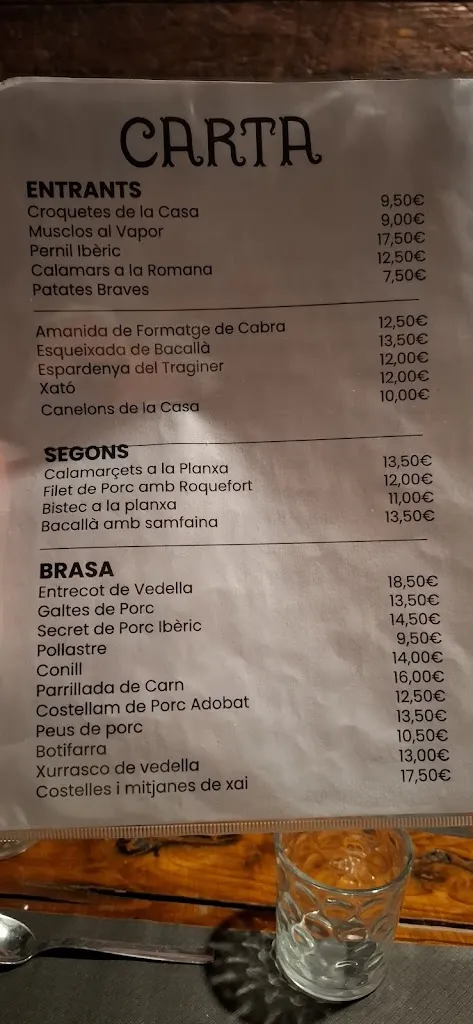 CARTA
ENTRANTS
Croquetes de la Casa 9,50€
Musclos al Vapor 9,00€
Pernil Ibèric 17,50€
Calamars a la Romana 12,50€
Patates Braves 7,50€
Amanida de Formatge de Cabra 12,50€
Esqueixada de Bacallà 13,50€
Espardenya del Traginer 12,00€
Xató 12,00€
Canelons de la Casa 10,00€
SEGONS
Calamarçets a la Planxa 13,50€
Filet de Porc amb Roquefort 12,00€
Bistec a la planxa 11,00€
Bacallà amb samfaina 13,50€
BRASA
Entrecot de Vedella 18,50€
Galtes de Porc 13,50€
Secret de Porc Ibèric 14,50€
Pollastre 9,50€
Conill 14,00€
Parrillada de Carn 16,00€
Costellam de Porc Adobat 12,50€
Peus de porc 13,50€
Botifarra 10,50€
Xurrasco de vedella 13,00€
Costelles i mitjanes de xai 17,50€